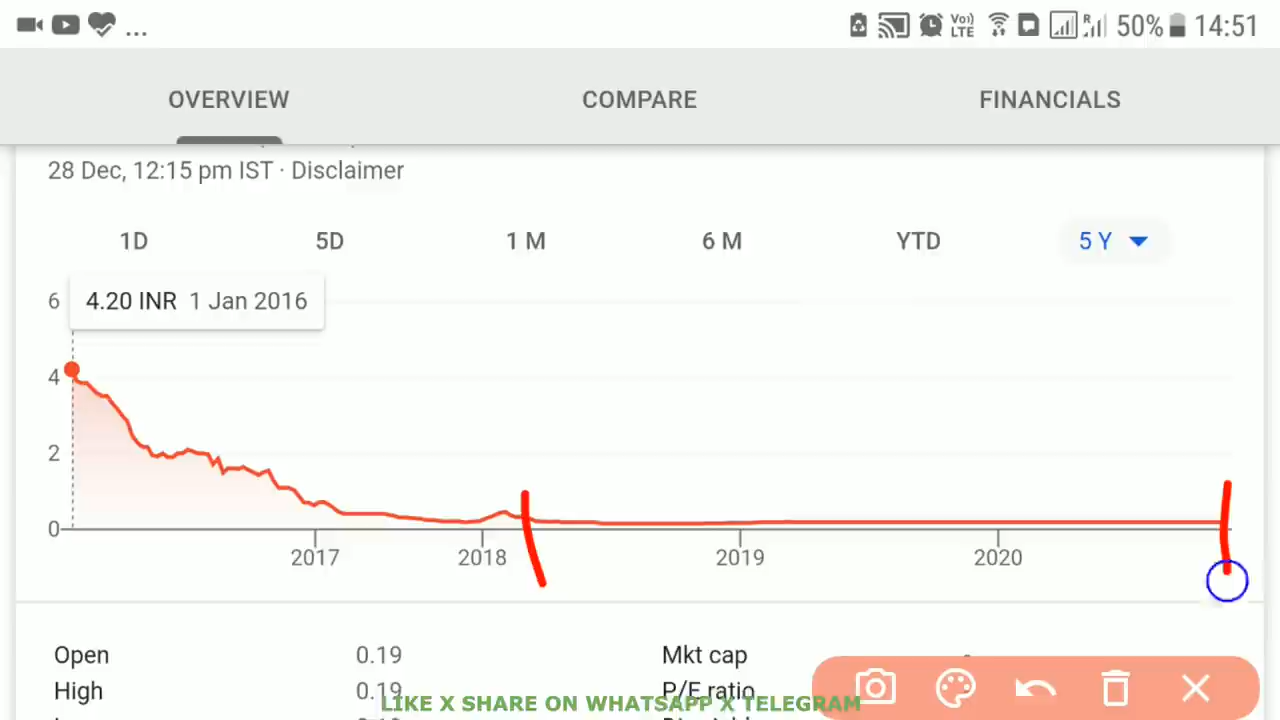 ... Vo) LTE R 50% 14:51
OVERVIEW COMPARE FINANCIALS
28 Dec, 12:15 pm IST · Disclaimer
1D 5D 1 M 6 M YTD 5 Y
6 4.20 INR 1 Jan 2016
4
2
0
2017 2018 2019 2020
Open 0.19 Mkt cap
High 0.19 P/E ratio
LIKE X SHARE ON WHATSAPP X TELEGRAM